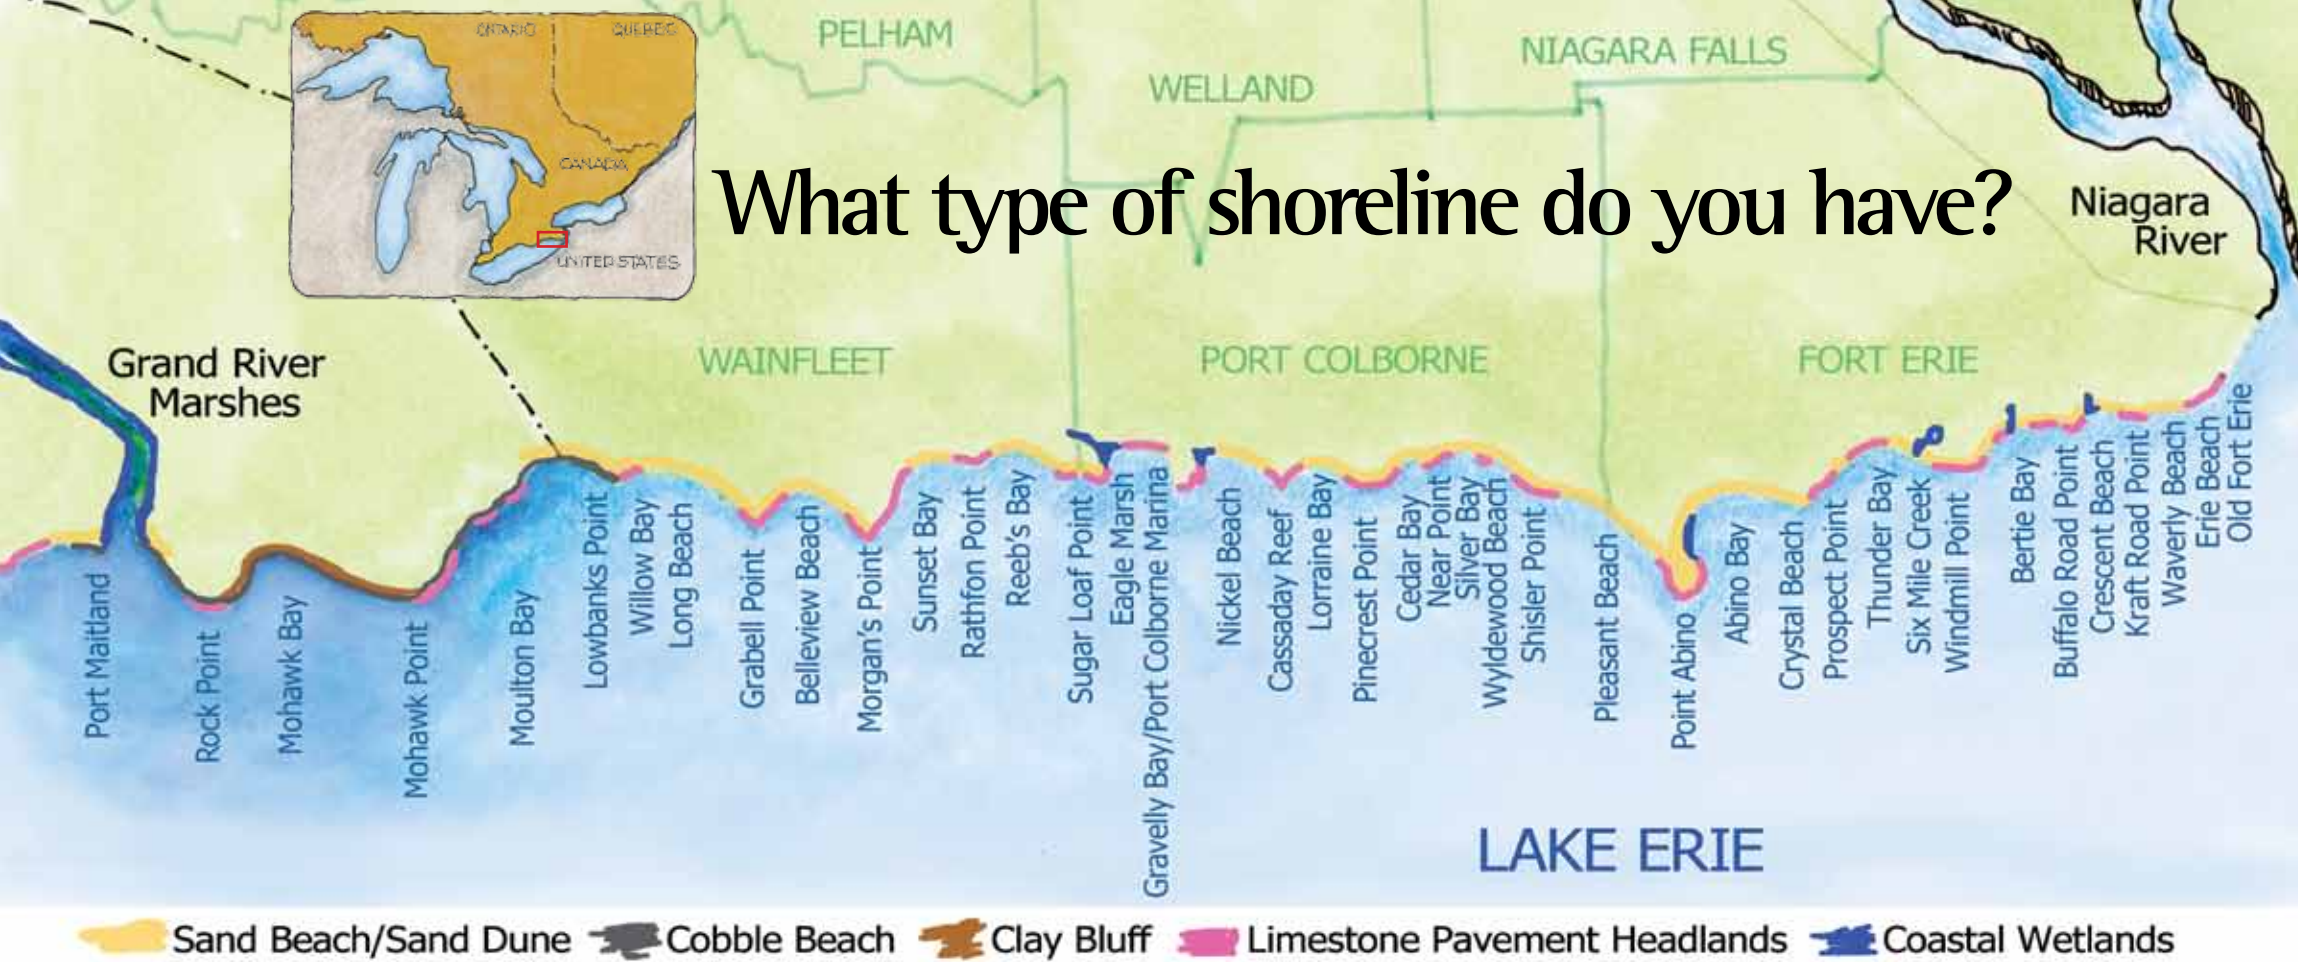 ONTARIO
QUEBEC
CANADA
UNITED STATES
PELHAM
WELLAND
NIAGARA FALLS
What type of shoreline do you have?
Niagara
River
Grand River
Marshes
WAINFLEET
PORT COLBORNE
FORT ERIE
Port Maitland
Rock Point
Mohawk Bay
Mohawk Point
Moulton Bay
Lowbanks Point
Willow Bay
Long Beach
Grabell Point
Belleview Beach
Morgan's Point
Sunset Bay
Rathfon Point
Reeb's Bay
Sugar Loaf Point
Eagle Marsh
Gravelly Bay/Port Colborne Marina
Nickel Beach
Cassaday Reef
Lorraine Bay
Pinecrest Point
Cedar Bay
Near Point
Silver Bay
Wyldewood Beach
Shisler Point
Pleasant Beach
Point Abino
Abino Bay
Crystal Beach
Prospect Point
Thunder Bay
Six Mile Creek
Windmill Point
Bertie Bay
Buffalo Road Point
Crescent Beach
Kraft Road Point
Waverly Beach
Erie Beach
Old Fort Erie
LAKE ERIE
Sand Beach/Sand Dune
Cobble Beach
Clay Bluff
Limestone Pavement Headlands
Coastal Wetlands